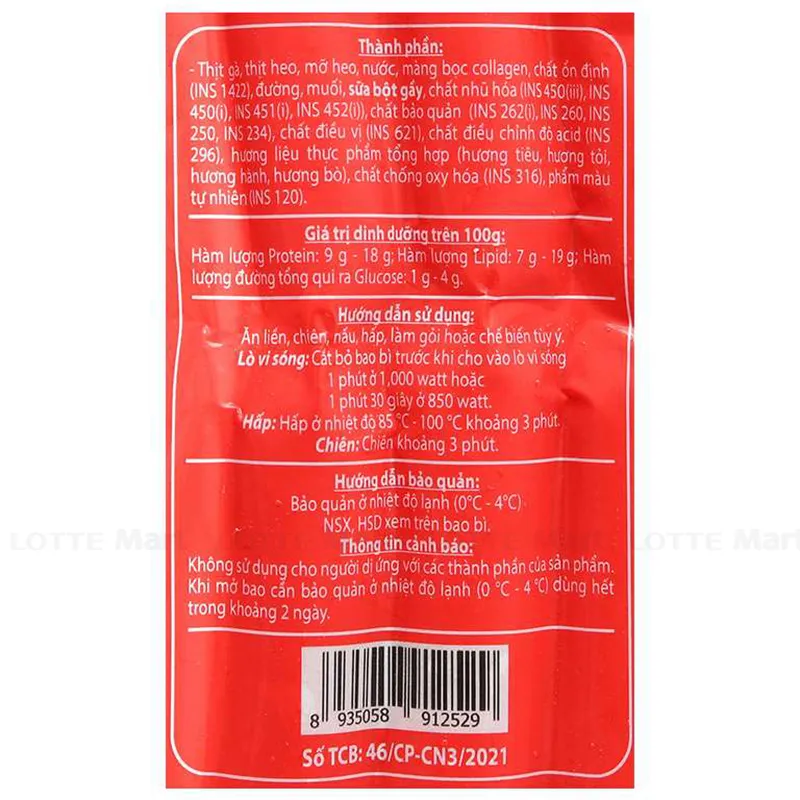 Thành phần:
- Thịt gà, thịt heo, mỡ heo, nước, màng bọc collagen, chất ổn định
(INS 1422), đường, muối, sữa bột gầy, chất nhũ hóa (INS 450(iii), INS
450(i), INS 451(i), INS 452(i)), chất bảo quản (INS 262(i), INS 260, INS
250, INS 234), chất điều vị (INS 621), chất điều chỉnh độ acid (INS
296), hương liệu thực phẩm tổng hợp (hương tiêu, hương tỏi,
hương hành, hương bò), chất chống oxy hóa (INS 316), phẩm màu
tự nhiên (INS 120).
Giá trị dinh dưỡng trên 100g:
Hàm lượng Protein: 9 g - 18 g; Hàm lượng Lipid: 7 g - 19 g; Hàm
lượng đường tổng qui ra Glucose: 1 g - 4 g.
Hướng dẫn sử dụng:
Ăn liền, chiên, nấu, hấp, làm gỏi hoặc chế biến tùy ý.
Lò vi sóng: Cắt bỏ bao bì trước khi cho vào lò vi sóng
1 phút ở 1,000 watt hoặc
1 phút 30 giây ở 850 watt.
Hấp: Hấp ở nhiệt độ 85 °C - 100 °C khoảng 3 phút.
Chiên: Chiên khoảng 3 phút.
Hướng dẫn bảo quản:
Bảo quản ở nhiệt độ lạnh (0°C - 4°C)
NSX, HSD xem trên bao bì.
LOTTE Mart LOTTE Mart
Thông tin cảnh báo:
Không sử dụng cho người dị ứng với các thành phần của sản phẩm.
Khi mở bao cần bảo quản ở nhiệt độ lạnh (0 °C - 4 °C) dùng hết
trong khoảng 2 ngày.
8 935058 912529
Số TCB: 46/CP-CN3/2021